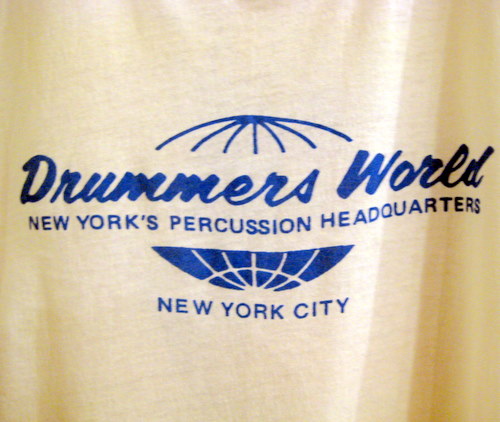 Drummers World
NEW YORK'S PERCUSSION HEADQUARTERS
NEW YORK CITY